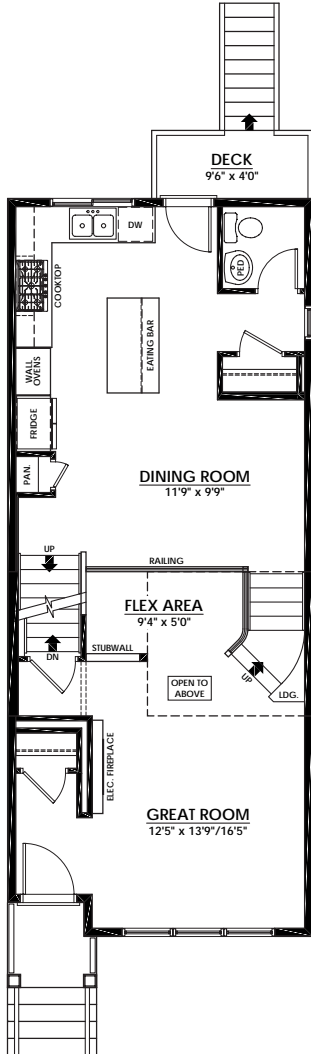 DECK
9'6" x 4'0"
DW
PED
COOKTOP
EATING BAR
WALL
OVENS
FRIDGE
PAN.
DINING ROOM
11'9" x 9'9"
UP
RAILING
FLEX AREA
9'4" x 5'0"
DN
STUBWALL
OPEN TO
ABOVE
UP
LDG.
ELEC. FIREPLACE
GREAT ROOM
12'5" x 13'9"/16'5"